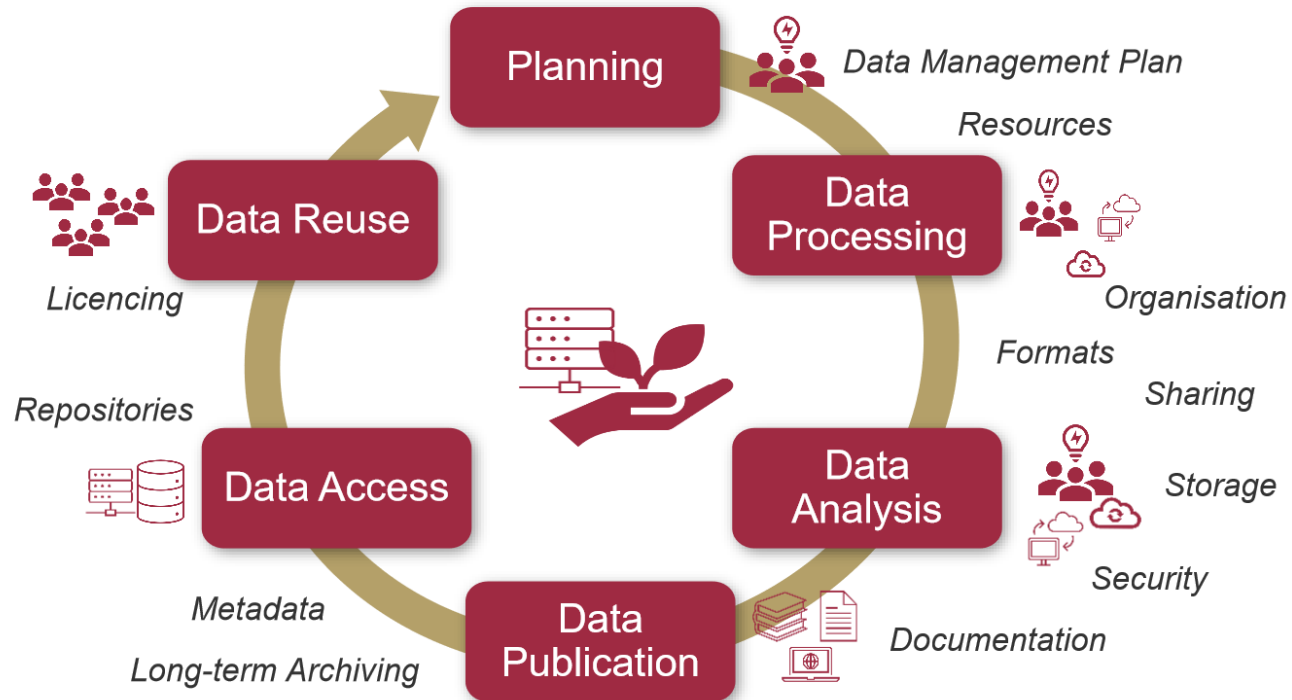 Planning
Data Management Plan
Resources
Data
Processing
Organisation
Formats
Sharing
Data
Analysis
Storage
Security
Documentation
Data
Publication
Long-term Archiving
Metadata
Data Access
Repositories
Licencing
Data Reuse